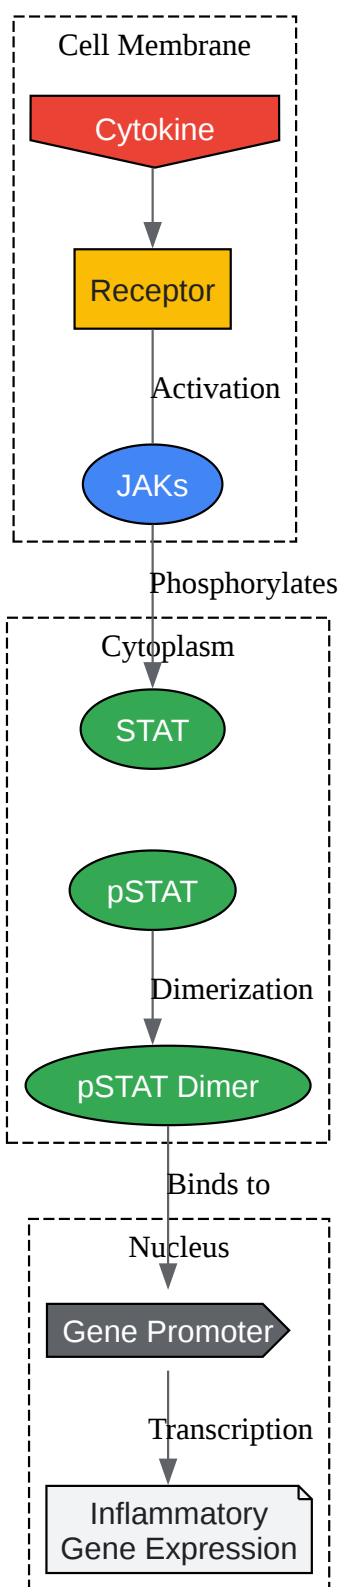 Cell Membrane
Cytokine
Receptor
Activation
JAKs
Phosphorylates
Cytoplasm
STAT
pSTAT
Dimerization
pSTAT Dimer
Binds to
Nucleus
Gene Promoter
Transcription
Inflammatory
Gene Expression